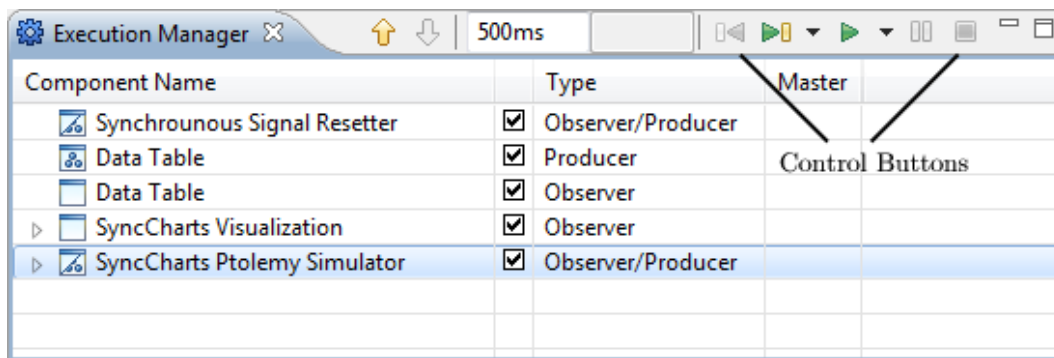 Execution Manager 500ms
Component Name Type Master
Synchrounous Signal Resetter Observer/Producer
Data Table Producer
Control Buttons
Data Table Observer
SyncCharts Visualization Observer
SyncCharts Ptolemy Simulator Observer/Producer